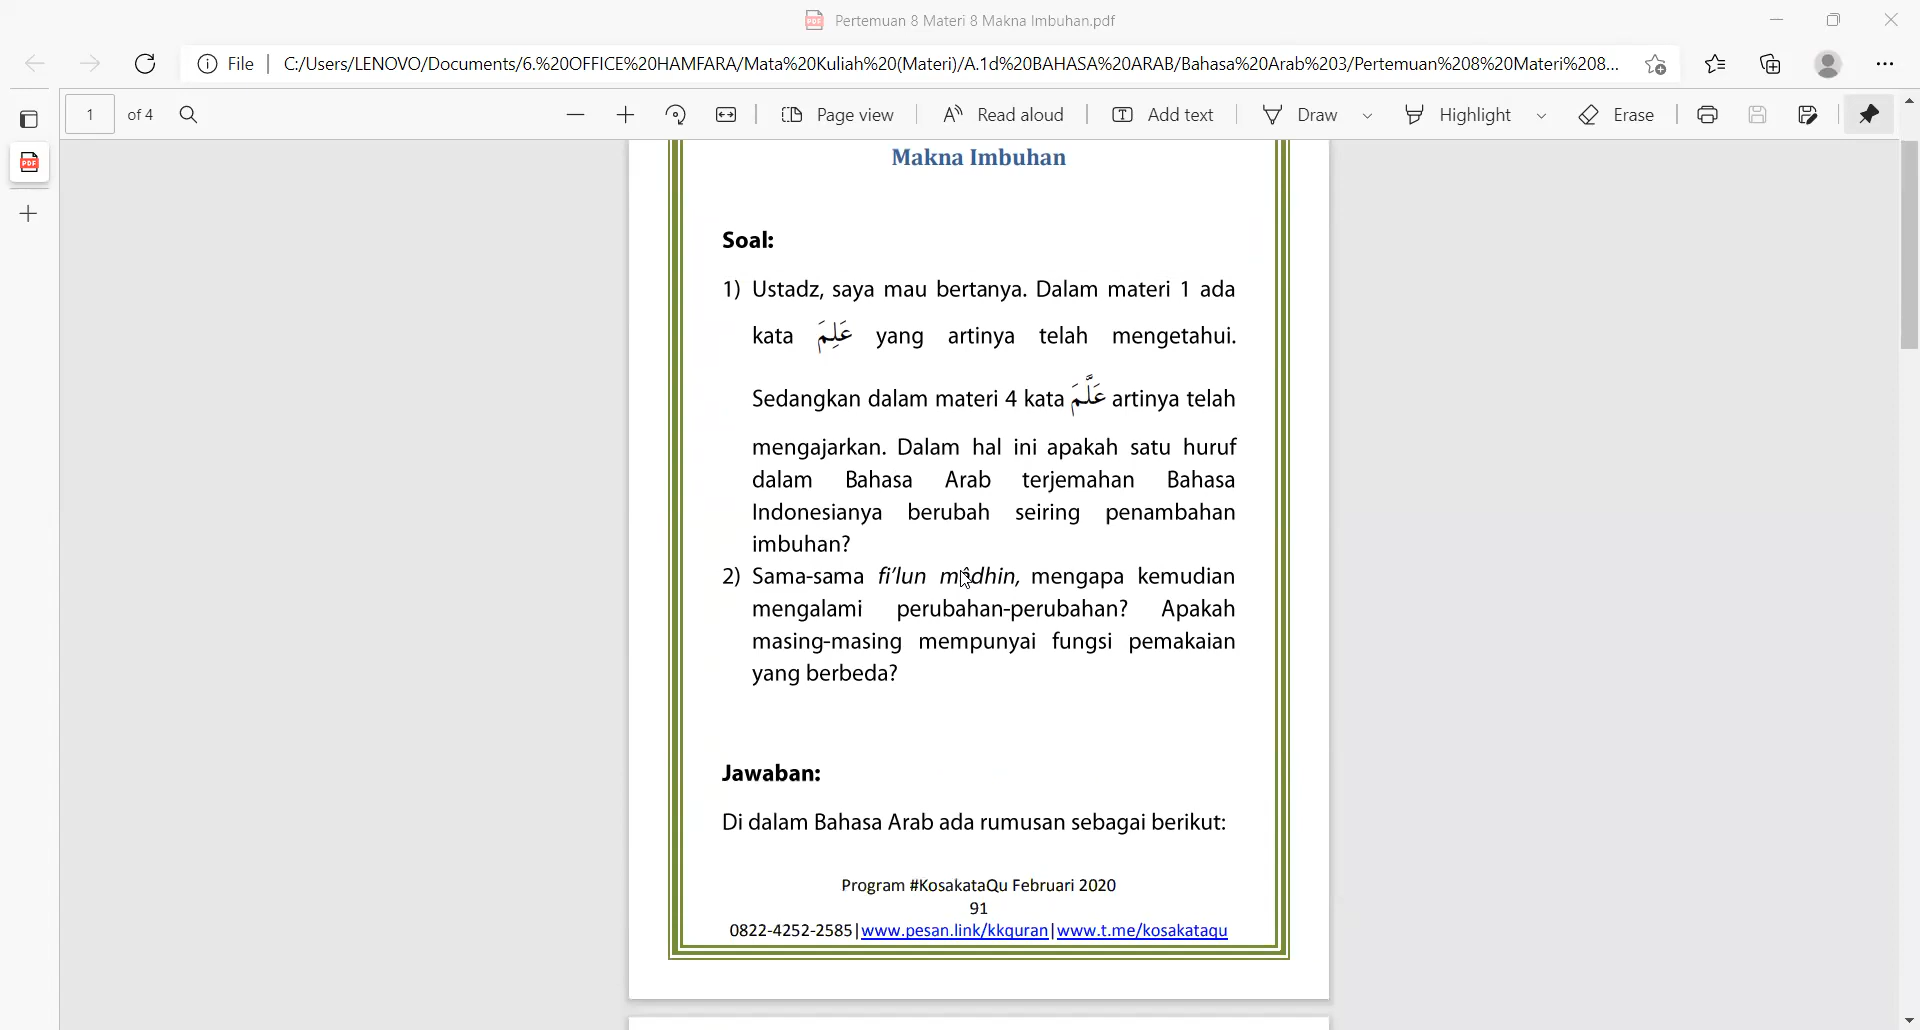 Pertemuan 8 Materi 8 Makna Imbuhan.pdf
File | C:/Users/LENOVO/Documents/6.%20OFFICE%20HAMFARA/Mata%20Kuliah%20(Materi)/A.1d%20BAHASA%20ARAB/Bahasa%20Arab%203/Pertemuan%208%20Materi%208...
1 of 4 Page view Read aloud Add text Draw Highlight Erase
Makna Imbuhan
Soal:
1) Ustadz, saya mau bertanya. Dalam materi 1 ada
kata عَلِمَ yang artinya telah mengetahui.
Sedangkan dalam materi 4 kata عَلَّمَ artinya telah
mengajarkan. Dalam hal ini apakah satu huruf
dalam Bahasa Arab terjemahan Bahasa
Indonesianya berubah seiring penambahan
imbuhan?
2) Sama-sama fi’lun mâdhin, mengapa kemudian
mengalami perubahan-perubahan? Apakah
masing-masing mempunyai fungsi pemakaian
yang berbeda?
Jawaban:
Di dalam Bahasa Arab ada rumusan sebagai berikut:
Program #KosakataQu Februari 2020
91
0822-4252-2585|www.pesan.link/kkquran|www.t.me/kosakataqu